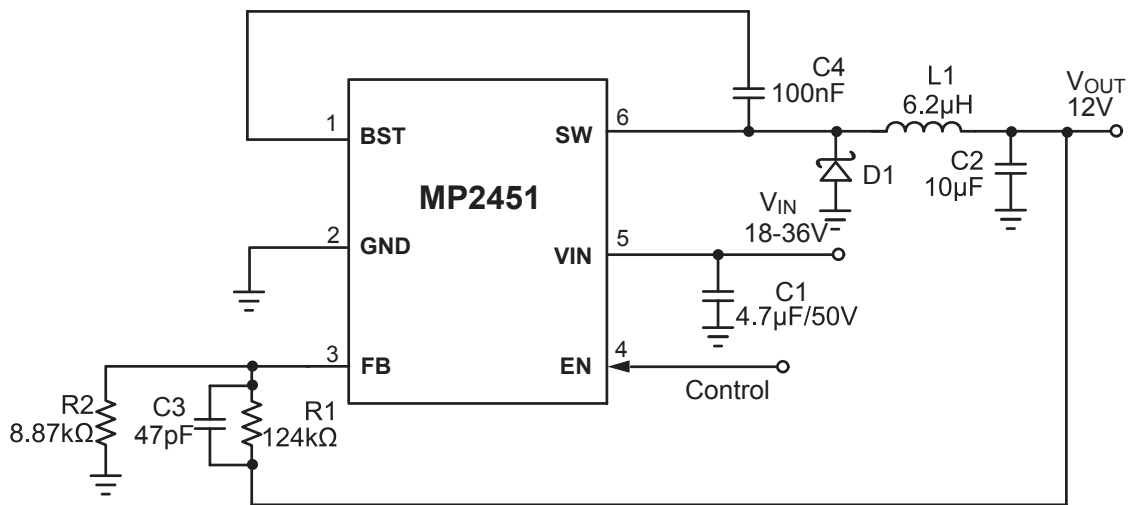 C4
100nF
L1
6.2µH
VOUT
12V
1
BST
SW
6
C2
10µF
D1
MP2451
VIN
18-36V
2
GND
VIN
5
C1
4.7µF/50V
3
FB
EN
4
Control
R2
8.87kΩ
C3
47pF
R1
124kΩ